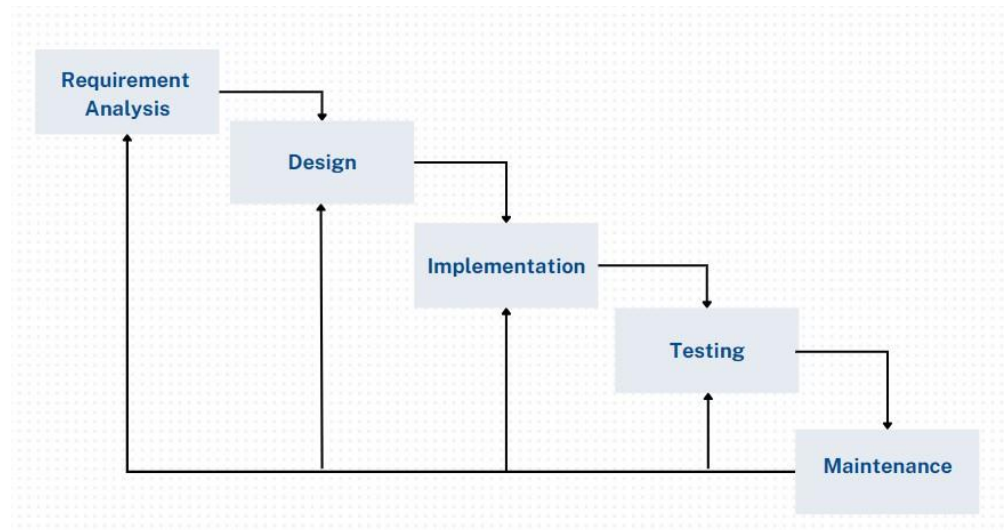 Requirement
Analysis
Design
Implementation
Testing
Maintenance